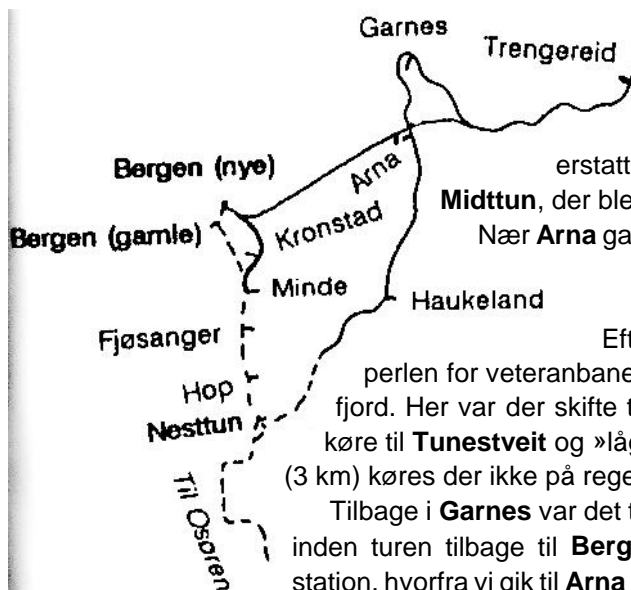 Garnes
Trengereid
Arna
Bergen (nye)
Bergen (gamle)
Kronstad
Minde
Haukeland
Fjøsanger
Hop
Nesttun
Til Osøren
erstatt
Midttun, der ble
Nær Arna ga
Eft
perlen for veteranbane
fjord. Her var der skifte t
køre til Tunestveit og »låg
(3 km) køres der ikke på rege
Tilbage i Garnes var det t
inden turen tilbage til Berg
station, hvorfra vi gik til Arna